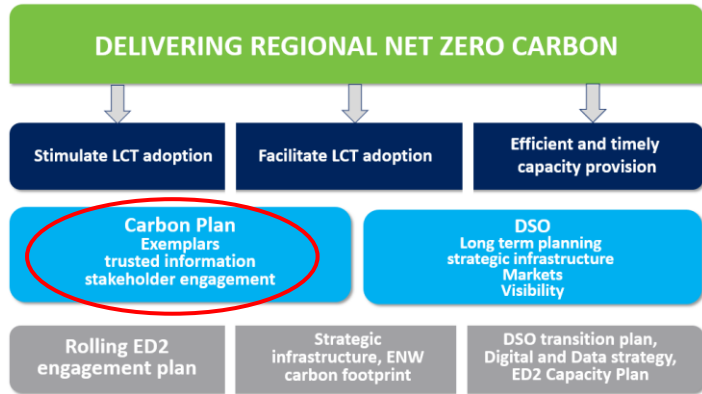 DELIVERING REGIONAL NET ZERO CARBON
Stimulate LCT adoption
Facilitate LCT adoption
Efficient and timely
capacity provision
Carbon Plan
Exemplars
trusted information
stakeholder engagement
DSO
Long term planning
strategic infrastructure
Markets
Visibility
Rolling ED2
engagement plan
Strategic
infrastructure, ENW
carbon footprint
DSO transition plan,
Digital and Data strategy,
ED2 Capacity Plan